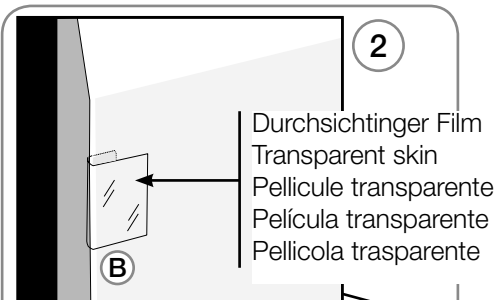 2
Durchsichtinger Film
Transparent skin
Pellicule transparente
Película transparente
Pellicola trasparente
B